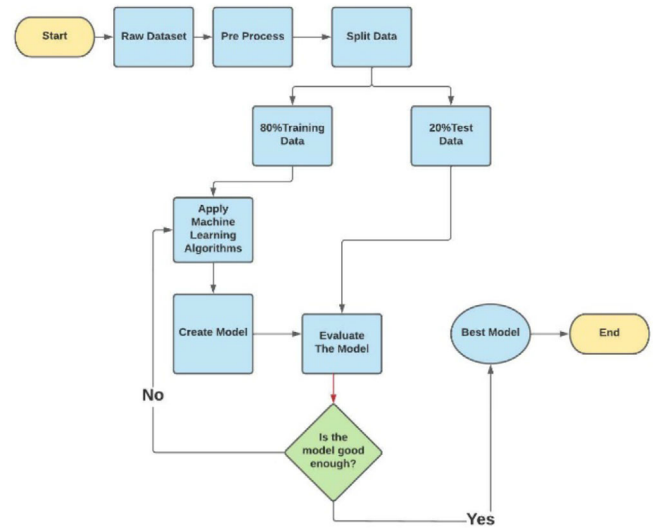 Start
Raw Dataset
Pre Process
Split Data
80%Training
Data
20%Test
Data
Apply
Machine
Learning
Algorithms
Create Model
Evaluate
The Model
Best Model
End
No
Is the
model good
enough?
Yes